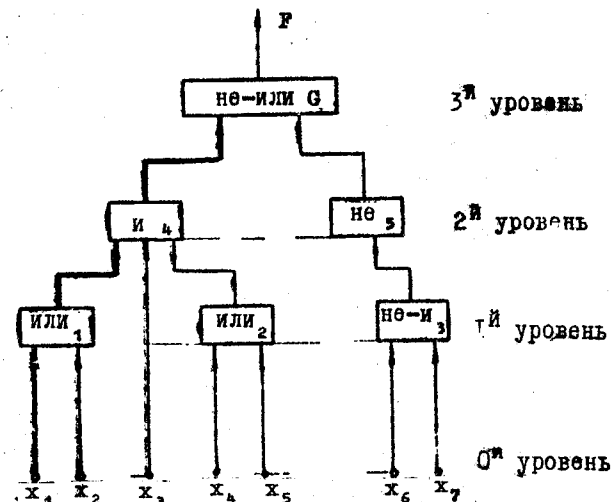 F
не-или 6
3й уровень
и 4
не 5
2й уровень
или 1
или 2
не-и 3
1й уровень
x1 x2 x3 x4 x5 x6 x7
0й уровень